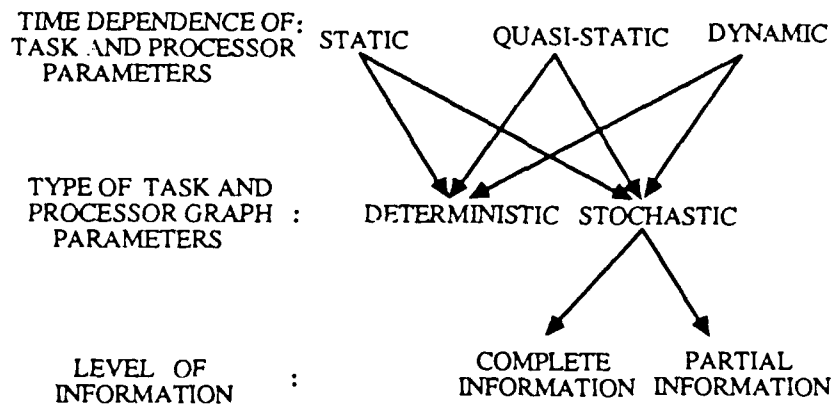 TIME DEPENDENCE OF:
TASK AND PROCESSOR
PARAMETERS
STATIC
QUASI-STATIC
DYNAMIC
TYPE OF TASK AND
PROCESSOR GRAPH :
PARAMETERS
DETERMINISTIC
STOCHASTIC
LEVEL OF
INFORMATION :
COMPLETE
INFORMATION
PARTIAL
INFORMATION